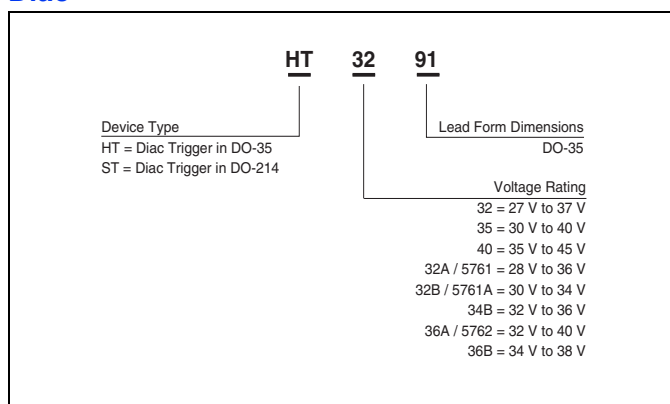 HT 32 91
Device Type
HT = Diac Trigger in DO-35
ST = Diac Trigger in DO-214
Lead Form Dimensions
DO-35
Voltage Rating
32 = 27 V to 37 V
35 = 30 V to 40 V
40 = 35 V to 45 V
32A / 5761 = 28 V to 36 V
32B / 5761A = 30 V to 34 V
34B = 32 V to 36 V
36A / 5762 = 32 V to 40 V
36B = 34 V to 38 V